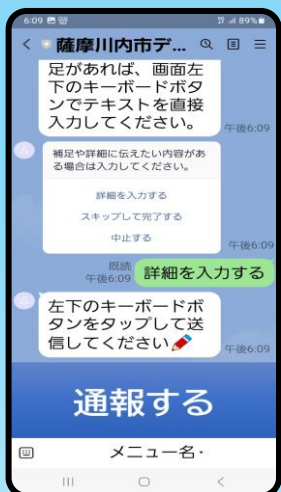 6:09 89%
薩摩川内市デ...
足があれば、画面左
下のキーボードボタ
ンでテキストを直接
入力してください。
午後6:09
補足や詳細に伝えたい内容があ
る場合は入力してください。
詳細を入力する
スキップして完了する
中止する
午後6:09
既読
午後6:09
詳細を入力する
左下のキーボードボ
タンをタップして送
信してください
午後6:09
通報する
メニュー名・